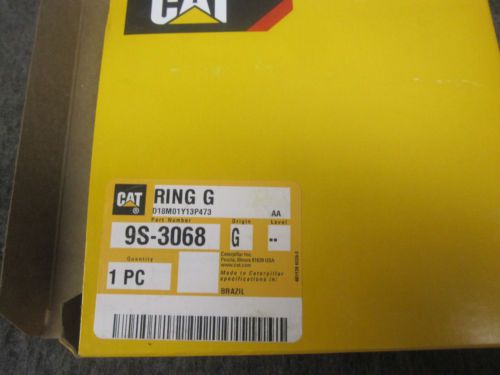 CAT
CAT
®
RING G
D18M01Y13P473
AA
Part Number
Origin
Level
9S-3068
G
--
Quantity
1 PC
Caterpillar Inc.
Peoria, Illinois 61629 USA
www.cat.com
Made to Caterpillar
specifications in:
BRAZIL